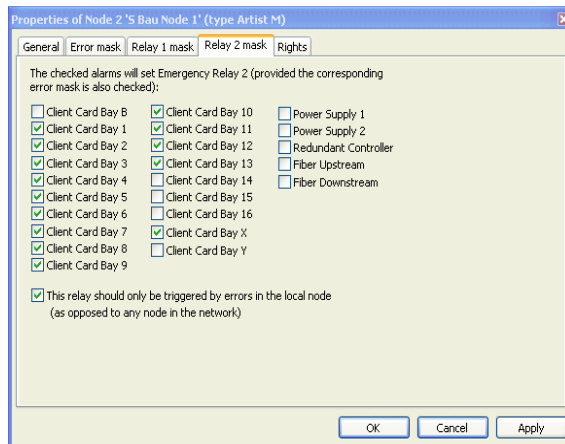 Properties of Node 2 'S Bau Node 1' (type Artist M)
General Error mask Relay 1 mask Relay 2 mask Rights
The checked alarms will set Emergency Relay 2 (provided the corresponding
error mask is also checked):
Client Card Bay B
Client Card Bay 1
Client Card Bay 2
Client Card Bay 3
Client Card Bay 4
Client Card Bay 5
Client Card Bay 6
Client Card Bay 7
Client Card Bay 8
Client Card Bay 9
Client Card Bay 10
Client Card Bay 11
Client Card Bay 12
Client Card Bay 13
Client Card Bay 14
Client Card Bay 15
Client Card Bay 16
Client Card Bay X
Client Card Bay Y
Power Supply 1
Power Supply 2
Redundant Controller
Fiber Upstream
Fiber Downstream
This relay should only be triggered by errors in the local node
(as opposed to any node in the network)
OK Cancel Apply